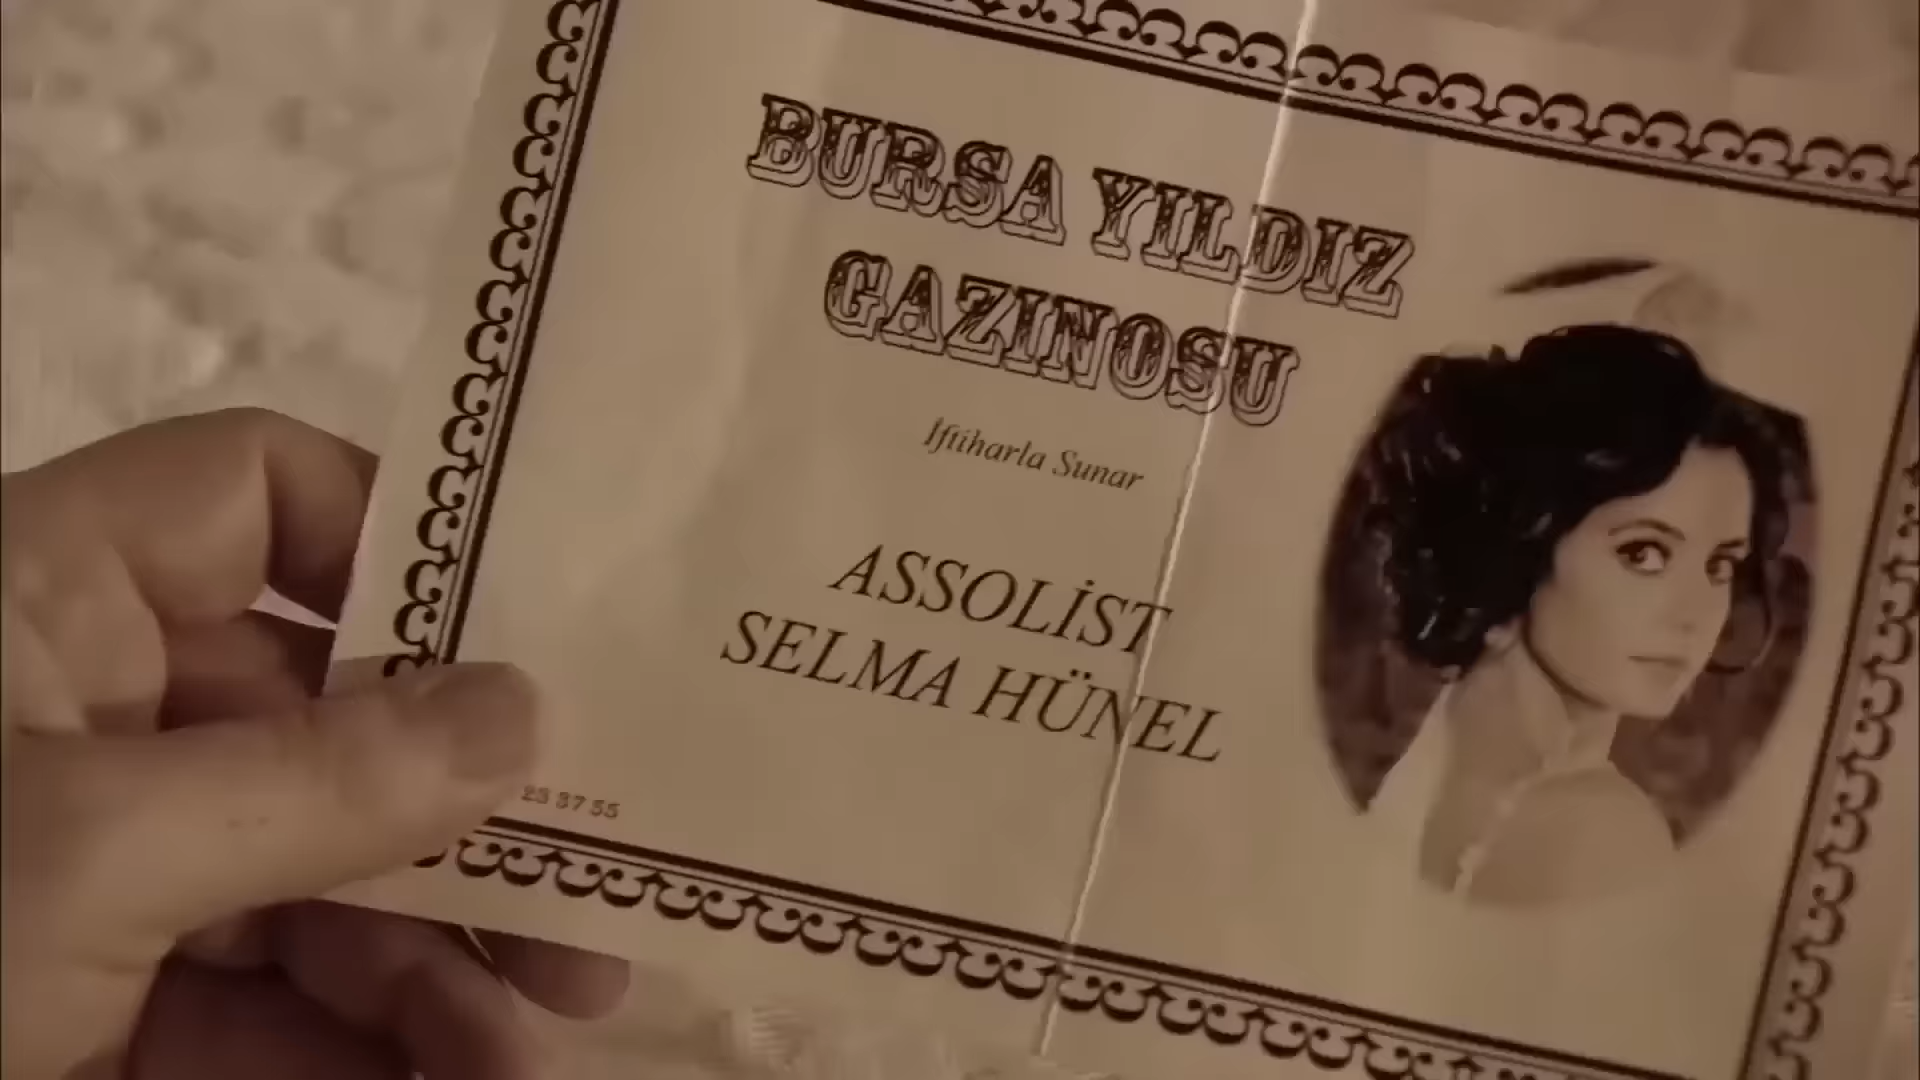 BURSA YILDIZ
GAZINOSU
İftiharla Sunar
ASSOLİST
SELMA HÜNEL
23 37 55